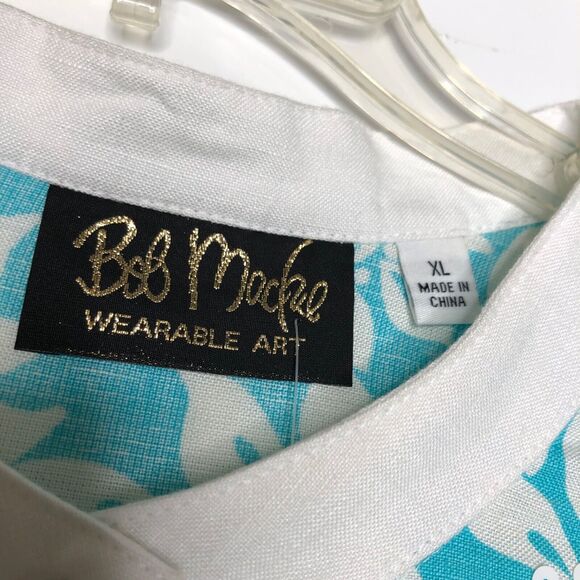 Bob Mackie
WEARABLE ART
XL
MADE IN
CHINA